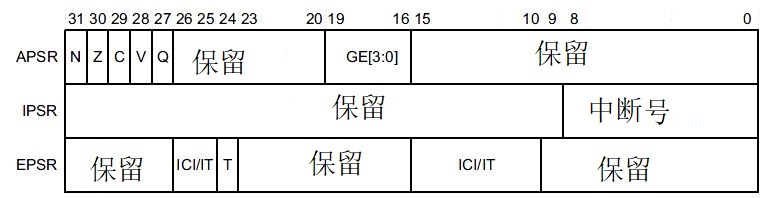 31 30 29 28 27 26 25 24 23 20 19 16 15 10 9 8 0
APSR N Z C V Q 保留 GE[3:0] 保留
IPSR 保留 中断号
EPSR 保留 ICI/IT T 保留 ICI/IT 保留